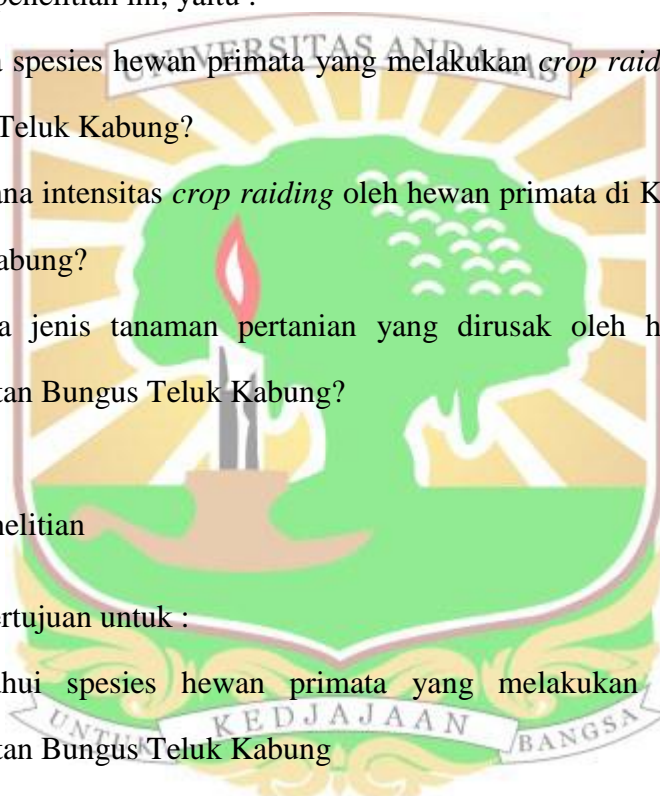 penelitian ini, yaitu :
UNIVERSITAS ANDALAS
spesies hewan primata yang melakukan crop raid
Teluk Kabung?
ana intensitas crop raiding oleh hewan primata di K
abung?
a jenis tanaman pertanian yang dirusak oleh h
tan Bungus Teluk Kabung?
nelitian
ertujuan untuk :
ahui spesies hewan primata yang melakukan
UNTUK KEDJAJAAN BANGSA
tan Bungus Teluk Kabung